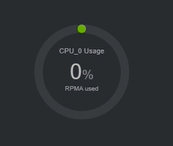 CPU_0 Usage
0%
RPMA used